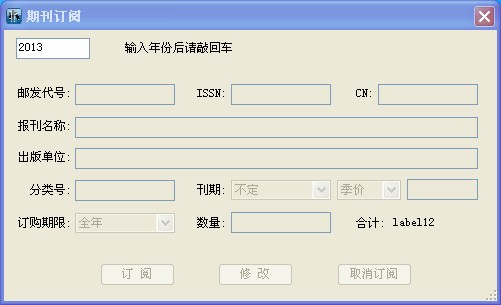 期刊订阅
2013 输入年份后请敲回车
邮发代号: ISSN: CN:
报刊名称:
出版单位:
分类号: 刊期: 不定 季价
订购期限: 全年 数量: 合计: label12
订 阅 修 改 取消订阅